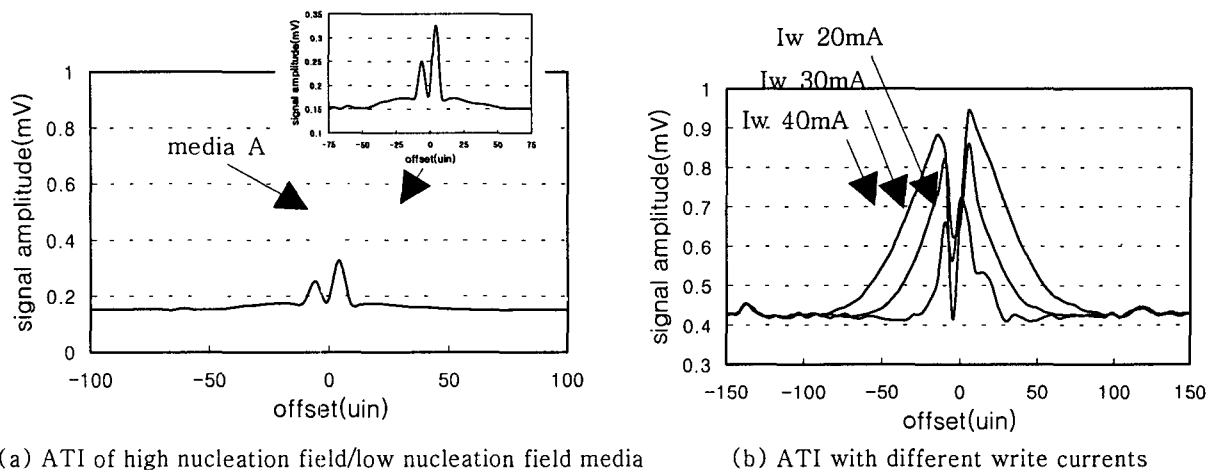 0.35
0.3
0.25
0.2
0.15
0.1
signal amplitude(mV)
-75 -50 -25 0 25 50 75
offset(uin)
1
0.8
0.6
0.4
0.2
0
signal amplitude(mV)
media A
-100 -50 0 50 100
offset(uin)
(a) ATI of high nucleation field/low nucleation field media
Iw 20mA
Iw 30mA
Iw. 40mA
1
0.9
0.8
0.7
0.6
0.5
0.4
0.3
signal amplitude(mV)
-150 -100 -50 0 50 100 150
offset(uin)
(b) ATI with different write currents